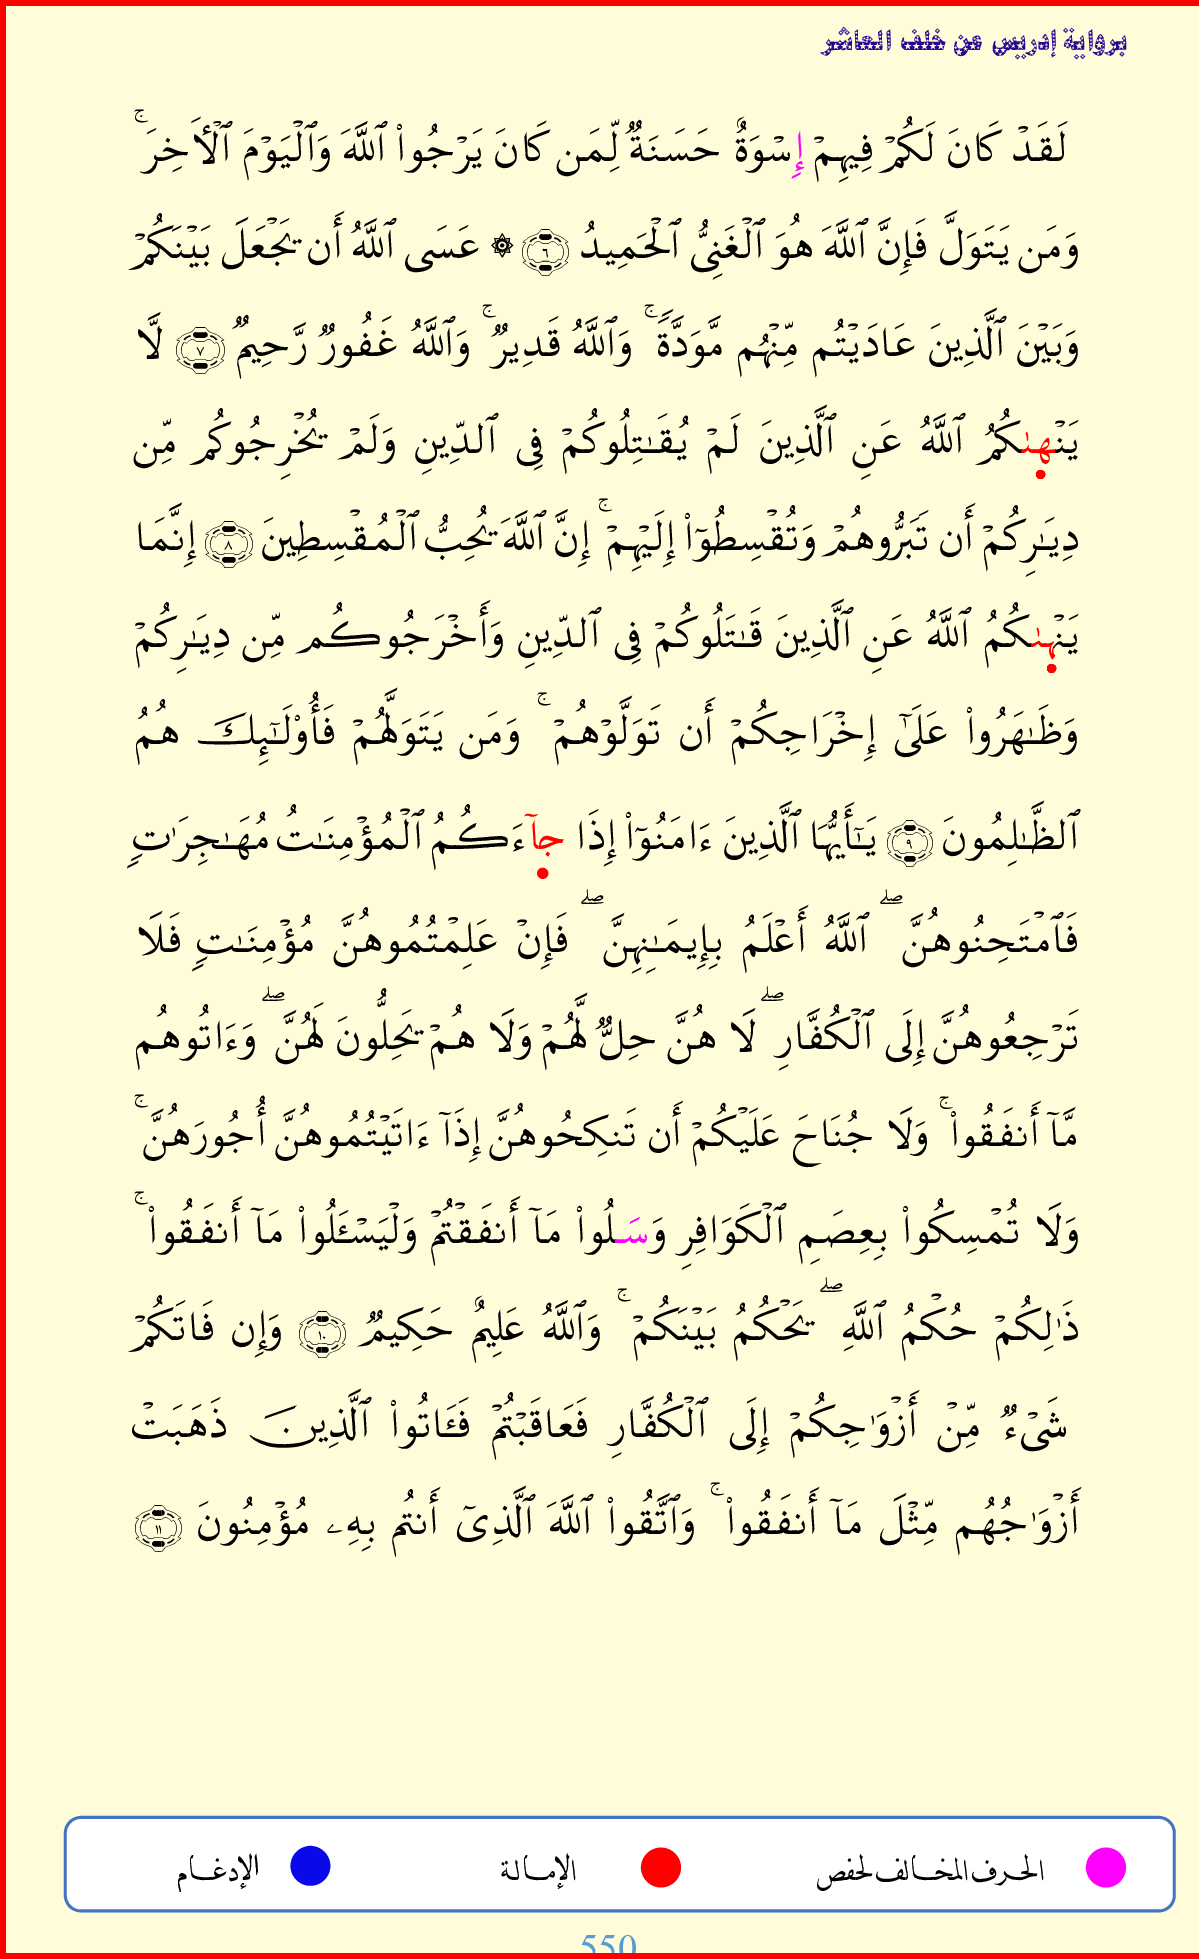 برواية إدريس عن خلف العاشر
لَقَدۡ كَانَ لَكُمۡ فِيهِمۡ إِسۡوَةٌ حَسَنَةٞ لِّمَن كَانَ يَرۡجُواْ ٱللَّهَ وَٱلۡيَوۡمَ ٱلۡأٓخِرَۚ
وَمَن يَتَوَلَّ فَإِنَّ ٱللَّهَ هُوَ ٱلۡغَنِيُّ ٱلۡحَمِيدُ ٦ ۞ عَسَى ٱللَّهُ أَن يَجۡعَلَ بَيۡنَكُمۡ
وَبَيۡنَ ٱلَّذِينَ عَادَيۡتُم مِّنۡهُم مَّوَدَّةٗۚ وَٱللَّهُ قَدِيرٞۚ وَٱللَّهُ غَفُورٞ رَّحِيمٞ ٧ لَّا
يَنۡهىٰكُمُ ٱللَّهُ عَنِ ٱلَّذِينَ لَمۡ يُقَٰتِلُوكُمۡ فِي ٱلدِّينِ وَلَمۡ يُخۡرِجُوكُم مِّن
دِيَٰرِكُمۡ أَن تَبَرُّوهُمۡ وَتُقۡسِطُوٓاْ إِلَيۡهِمۡۚ إِنَّ ٱللَّهَ يُحِبُّ ٱلۡمُقۡسِطِينَ ٨ إِنَّمَا
يَنۡهىٰكُمُ ٱللَّهُ عَنِ ٱلَّذِينَ قَٰتَلُوكُمۡ فِي ٱلدِّينِ وَأَخۡرَجُوكُم مِّن دِيَٰرِكُمۡ
وَظَٰهَرُواْ عَلَىٰٓ إِخۡرَاجِكُمۡ أَن تَوَلَّوۡهُمۡۚ وَمَن يَتَوَلَّهُمۡ فَأُوْلَٰٓئِكَ هُمُ
ٱلظَّٰلِمُونَ ٩ يَٰٓأَيُّهَا ٱلَّذِينَ ءَامَنُوٓاْ إِذَا جآءَكُمُ ٱلۡمُؤۡمِنَٰتُ مُهَٰجِرَٰتٖ
فَٱمۡتَحِنُوهُنَّۖ ٱللَّهُ أَعۡلَمُ بِإِيمَٰنِهِنَّۖ فَإِنۡ عَلِمۡتُمُوهُنَّ مُؤۡمِنَٰتٖ فَلَا
تَرۡجِعُوهُنَّ إِلَى ٱلۡكُفَّارِۖ لَا هُنَّ حِلّٞ لَّهُمۡ وَلَا هُمۡ يَحِلُّونَ لَهُنَّۖ وَءَاتُوهُم
مَّآ أَنفَقُواْۚ وَلَا جُنَاحَ عَلَيۡكُمۡ أَن تَنكِحُوهُنَّ إِذَآ ءَاتَيۡتُمُوهُنَّ أُجُورَهُنَّۚ
وَلَا تُمۡسِكُواْ بِعِصَمِ ٱلۡكَوَافِرِ وَسَلُواْ مَآ أَنفَقۡتُمۡ وَلۡيَسۡـَٔلُواْ مَآ أَنفَقُواْۚ
ذَٰلِكُمۡ حُكۡمُ ٱللَّهِۖ يَحۡكُمُ بَيۡنَكُمۡۚ وَٱللَّهُ عَلِيمٌ حَكِيمٞ ١٠ وَإِن فَاتَكُمۡ
شَيۡءٞ مِّنۡ أَزۡوَٰجِكُمۡ إِلَى ٱلۡكُفَّارِ فَعَاقَبۡتُمۡ فَـَٔاتُواْ ٱلَّذِينَ ذَهَبَتۡ
أَزۡوَٰجُهُم مِّثۡلَ مَآ أَنفَقُواْۚ وَٱتَّقُواْ ٱللَّهَ ٱلَّذِيٓ أَنتُم بِهِۦ مُؤۡمِنُونَ ١١
الحرف المخالف لحفص الإمالة الإدغام
550